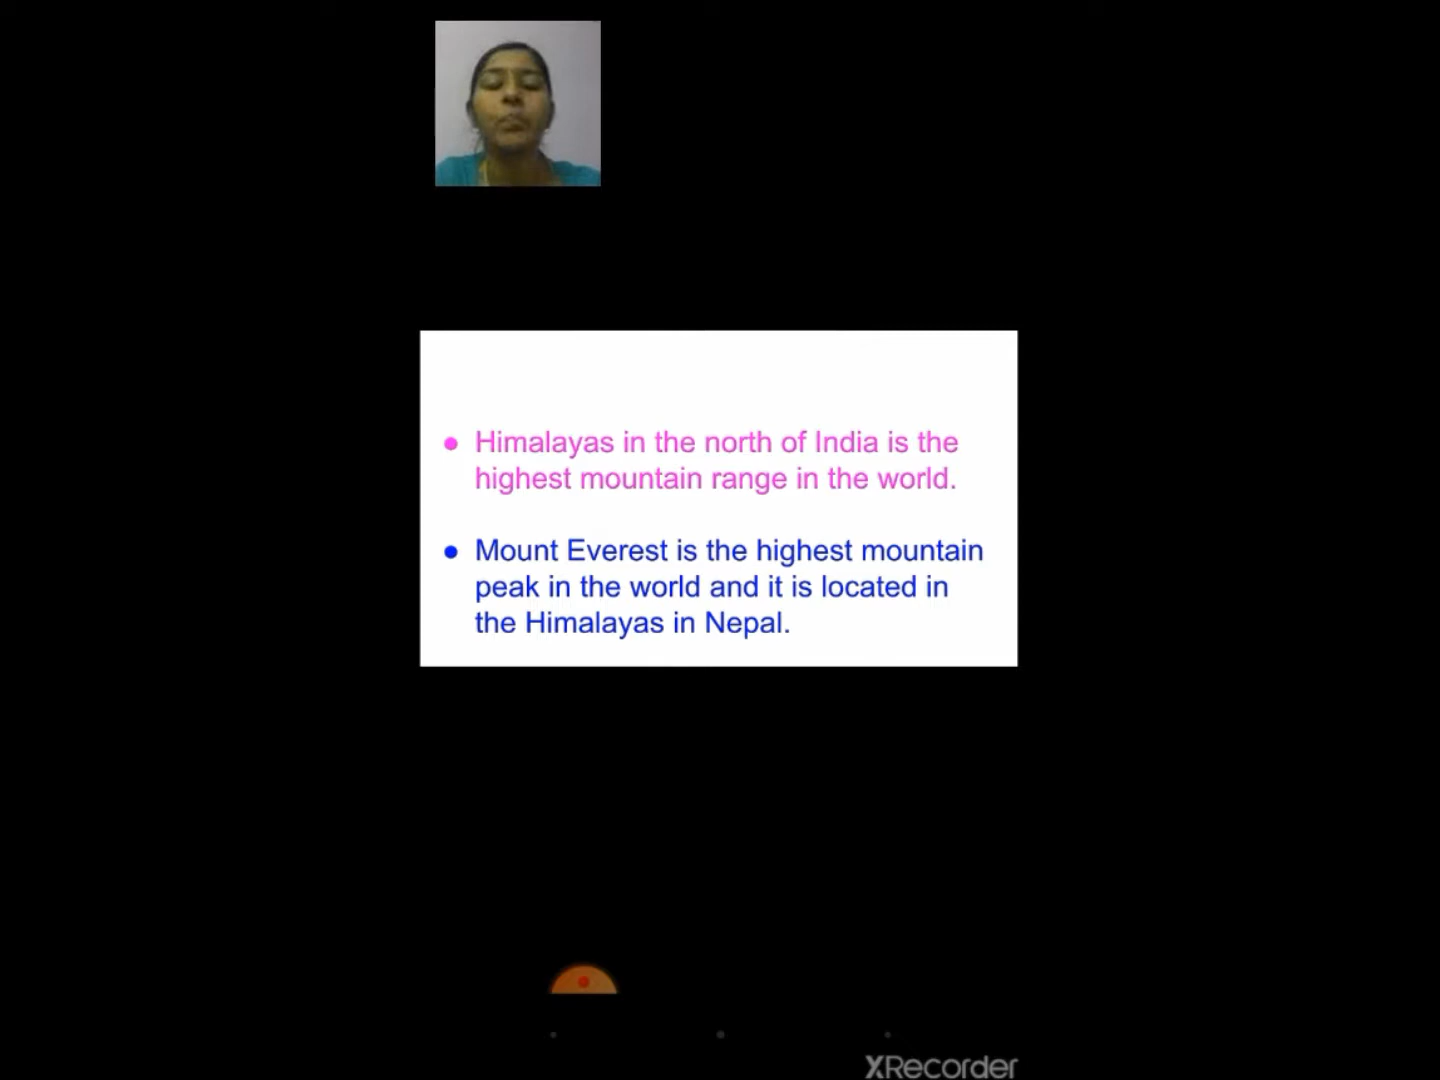 ● Himalayas in the north of India is the
highest mountain range in the world.
● Mount Everest is the highest mountain
peak in the world and it is located in
the Himalayas in Nepal.
XRecorder